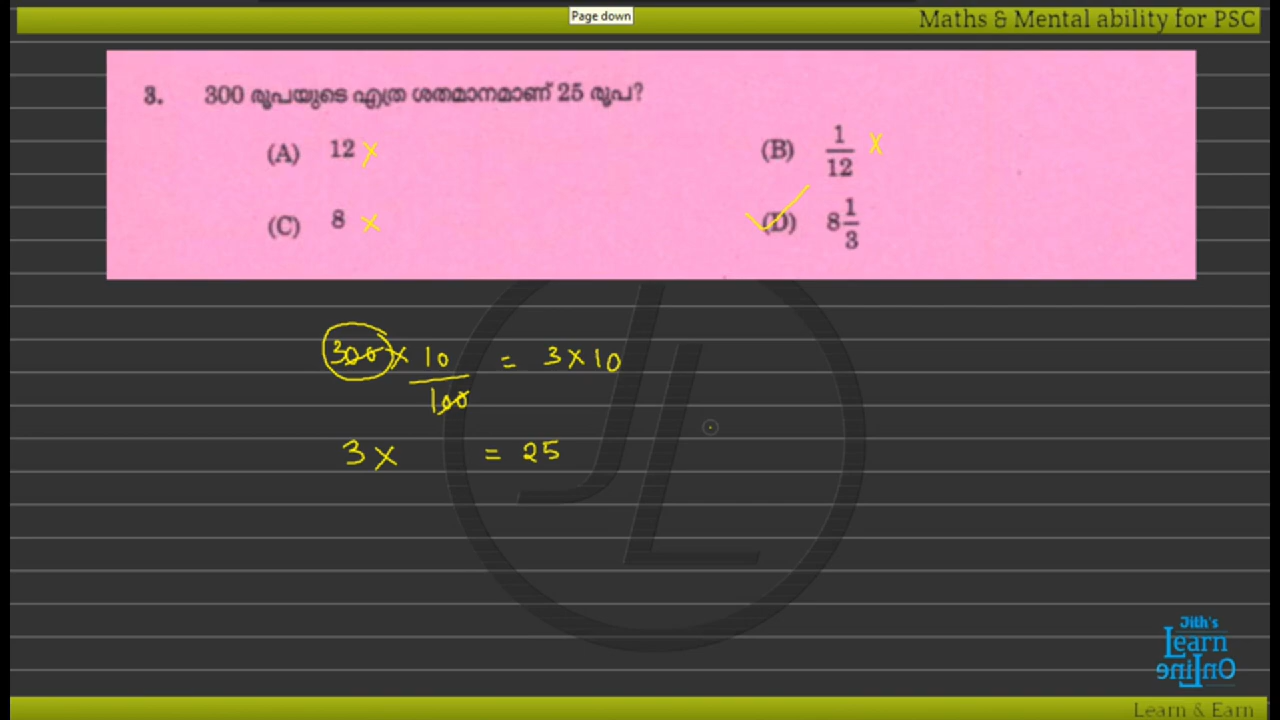 Page down
Maths & Mental ability for PSC
3. 300 രൂപയുടെ എത്ര ശതമാനമാണ് 25 രൂപ?
(A) 12 x (B) 1/12 x
(C) 8 x (D) 8 1/3
300 x 10/100 = 3 x 10
3 x = 25
JL
Jith's
Learn
OnLine
Learn & Earn